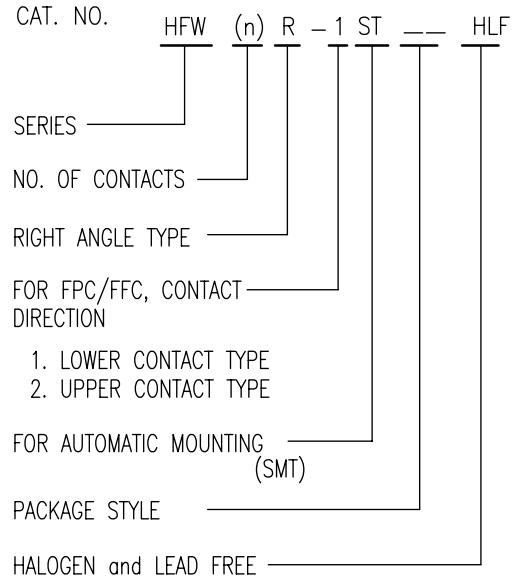 CAT. NO. HFW (n) R - 1 ST __ HLF
SERIES
NO. OF CONTACTS
RIGHT ANGLE TYPE
FOR FPC/FFC, CONTACT
DIRECTION
1. LOWER CONTACT TYPE
2. UPPER CONTACT TYPE
FOR AUTOMATIC MOUNTING
(SMT)
PACKAGE STYLE
HALOGEN and LEAD FREE